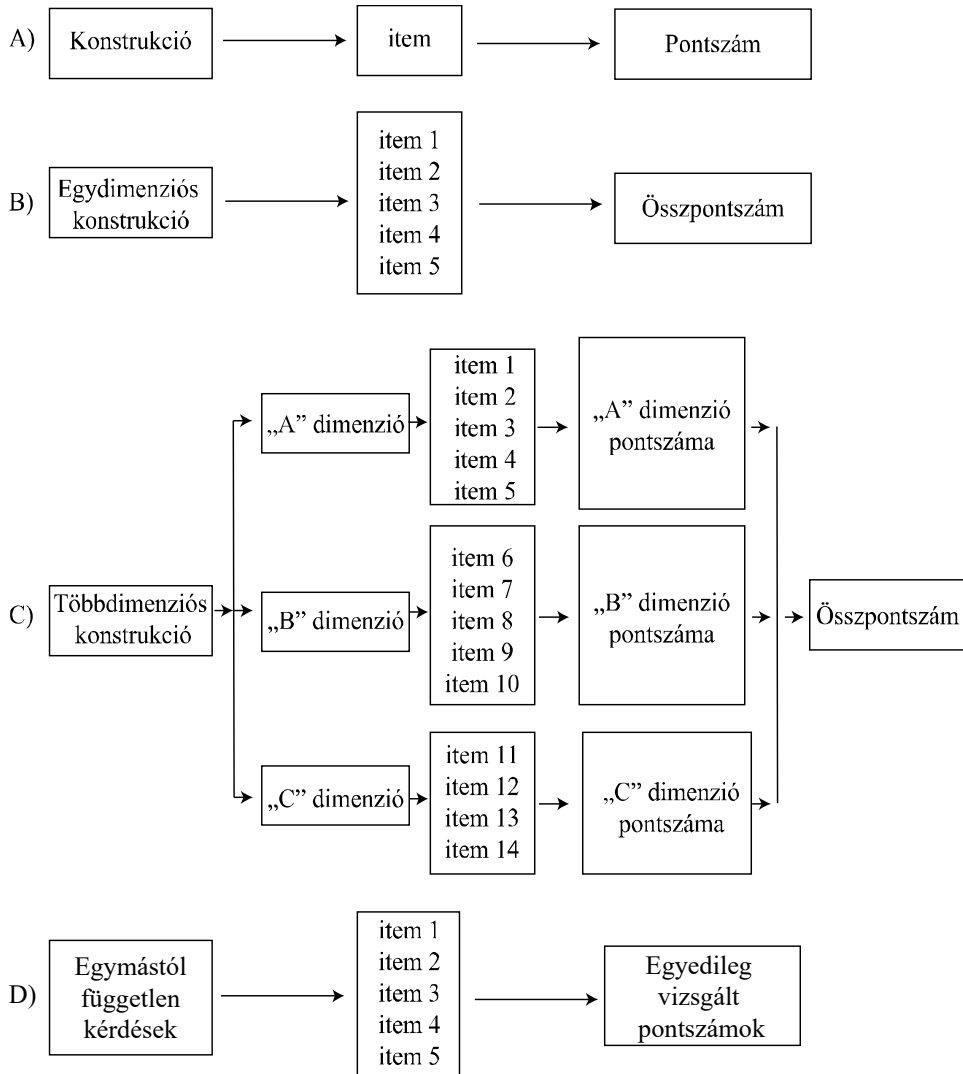 A)
Konstrukció
item
Pontszám
B)
Egydimenziós
konstrukció
item 1
item 2
item 3
item 4
item 5
Összpontszám
C)
Többdimenziós
konstrukció
„A” dimenzió
item 1
item 2
item 3
item 4
item 5
„A” dimenzió
pontszáma
„B” dimenzió
item 6
item 7
item 8
item 9
item 10
„B” dimenzió
pontszáma
„C” dimenzió
item 11
item 12
item 13
item 14
„C” dimenzió
pontszáma
Összpontszám
D)
Egymástól
független
kérdések
item 1
item 2
item 3
item 4
item 5
Egyedileg
vizsgált
pontszámok